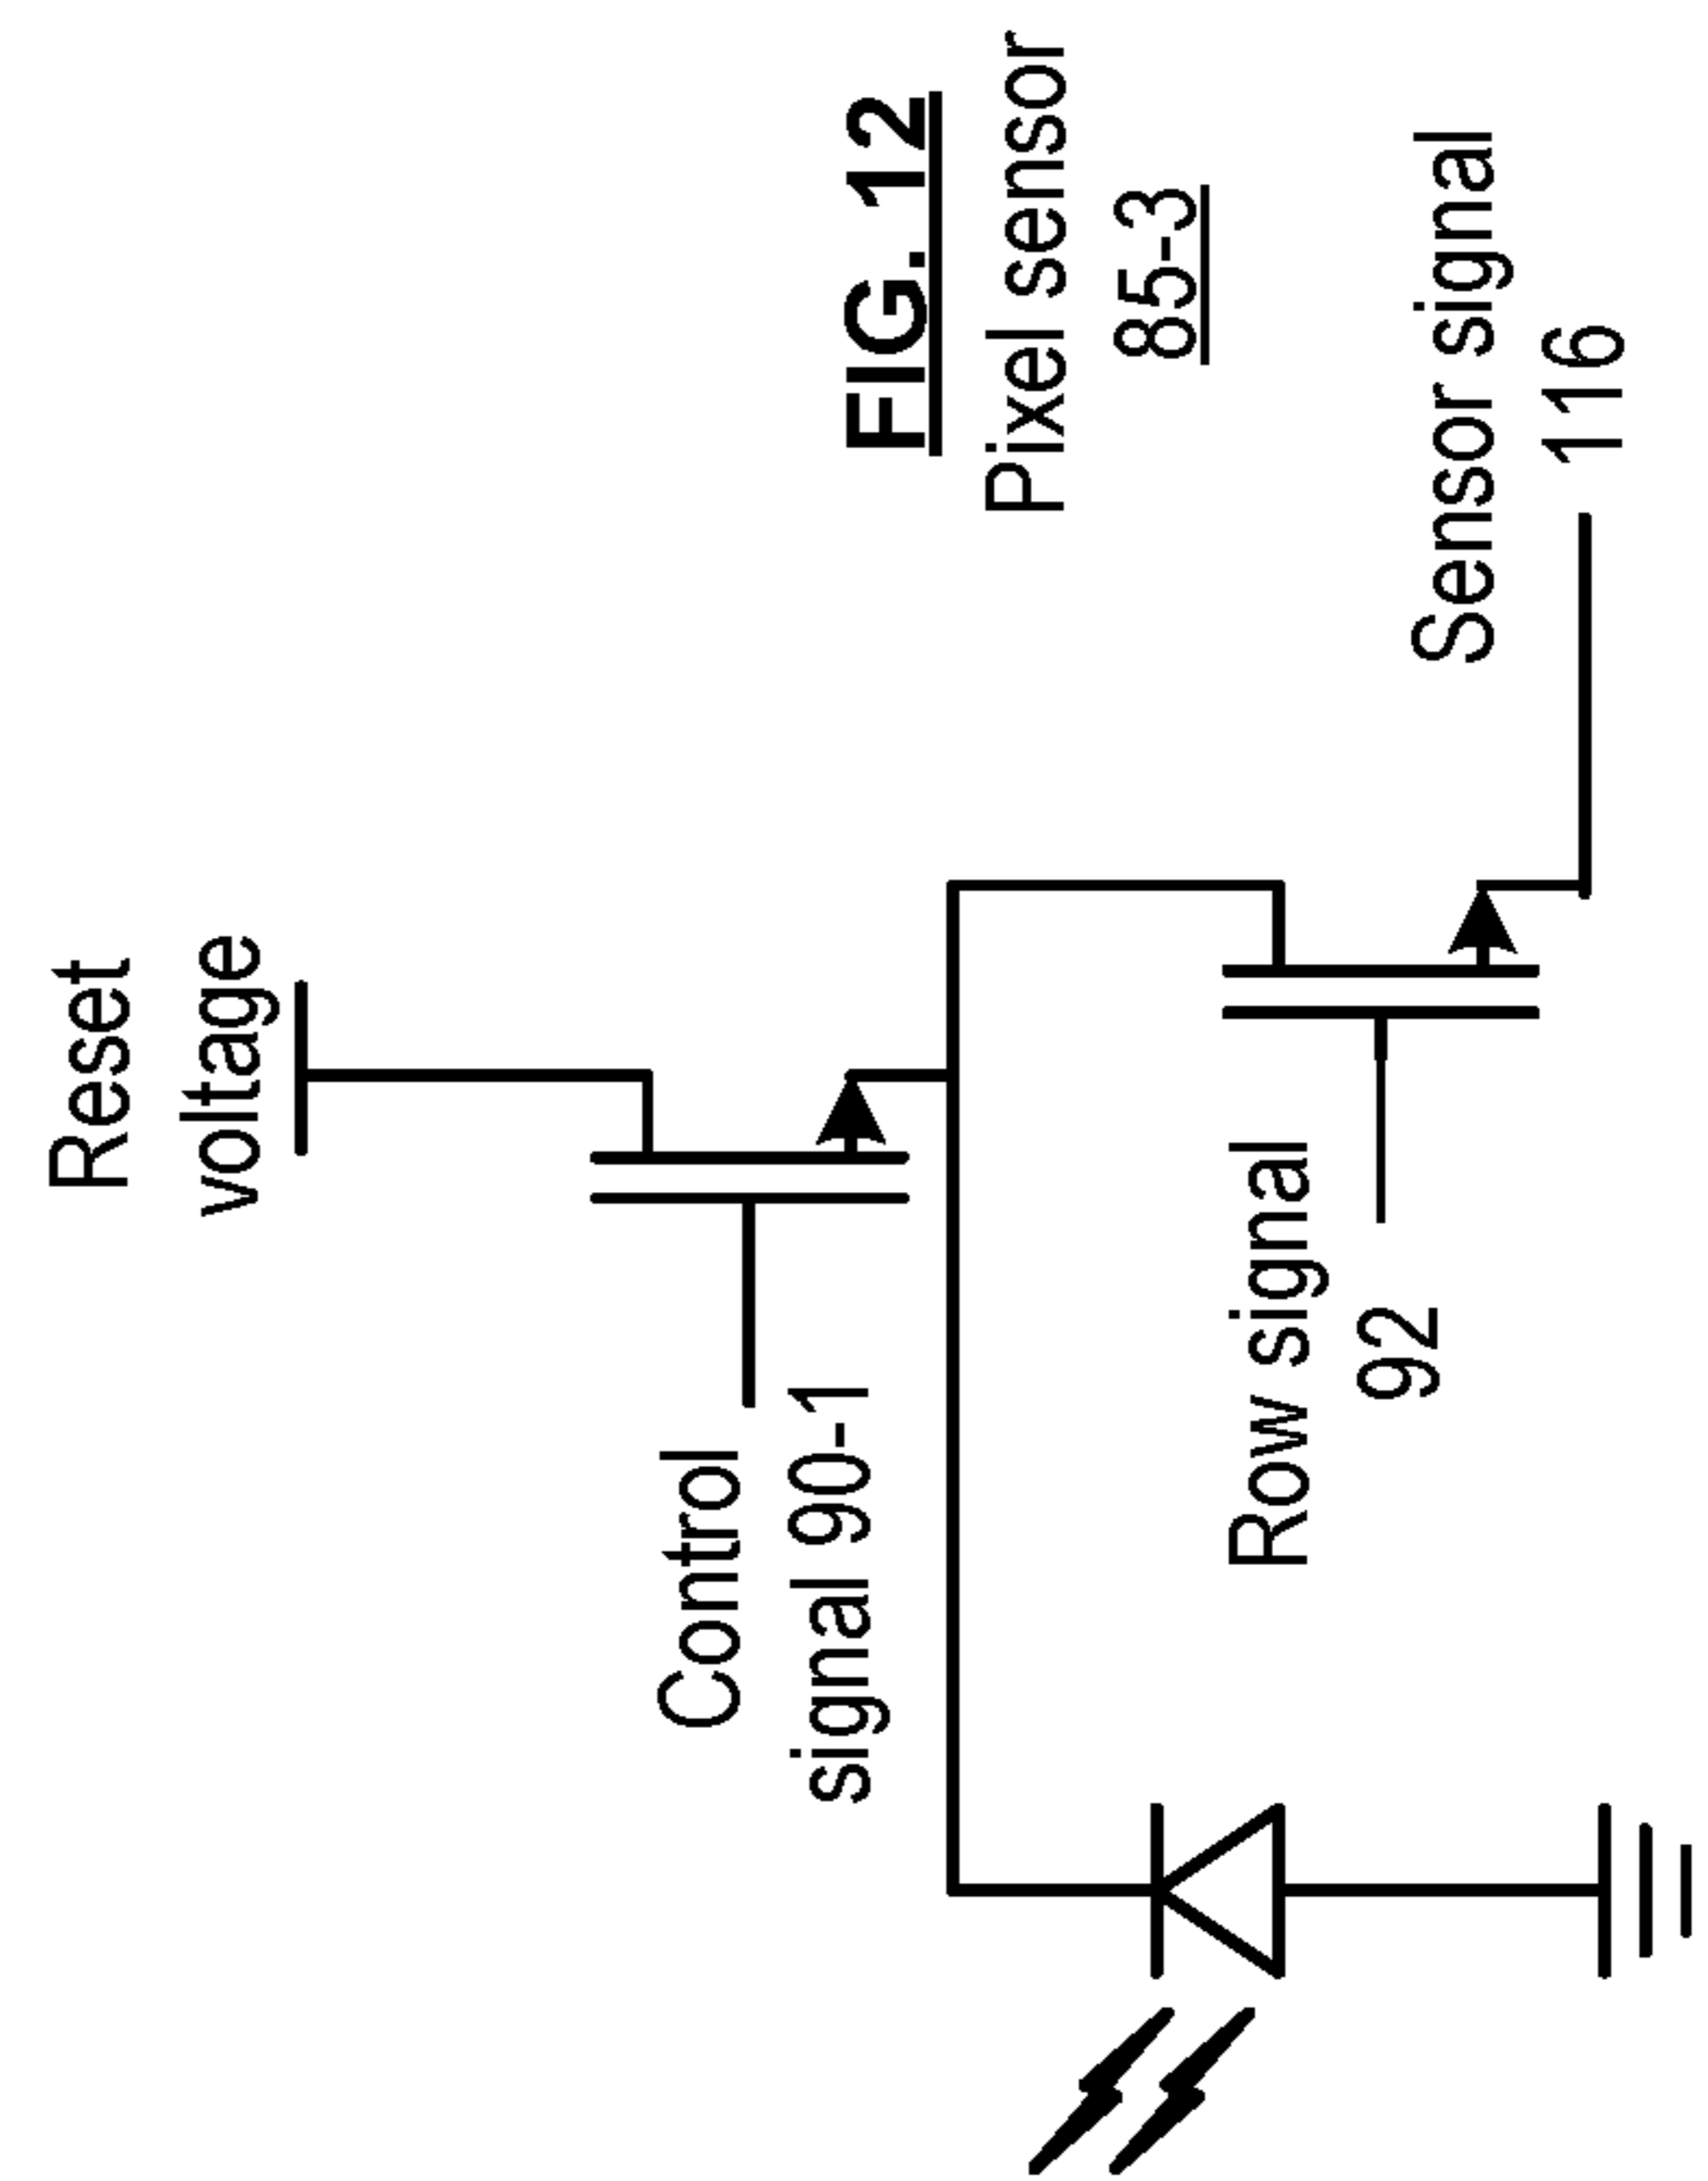 Reset
voltage
Control
signal 90-1
FIG. 12
Pixel sensor
85-3
Row signal
92
Sensor signal
116